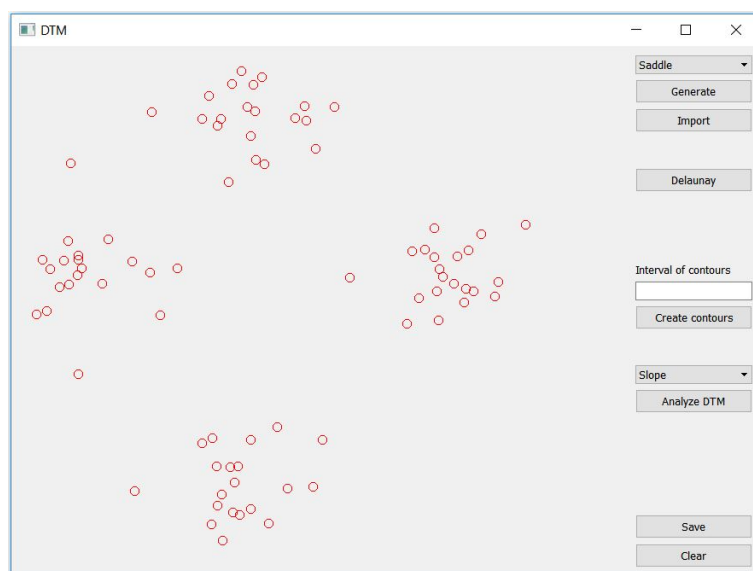 DTM
Saddle
Generate
Import
Delaunay
Interval of contours
Create contours
Slope
Analyze DTM
Save
Clear